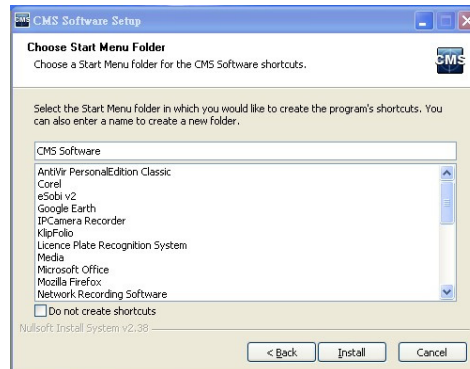 CMS CMS Software Setup
Choose Start Menu Folder
Choose a Start Menu folder for the CMS Software shortcuts.
CMS
Select the Start Menu folder in which you would like to create the program's shortcuts. You
can also enter a name to create a new folder.
CMS Software
AntiVir PersonalEdition Classic
Corel
eSobi v2
Google Earth
IPCamera Recorder
KlipFolio
Licence Plate Recognition System
Media
Microsoft Office
Mozilla Firefox
Network Recording Software
Do not create shortcuts
Nullsoft Install System v2.38
< Back Install Cancel